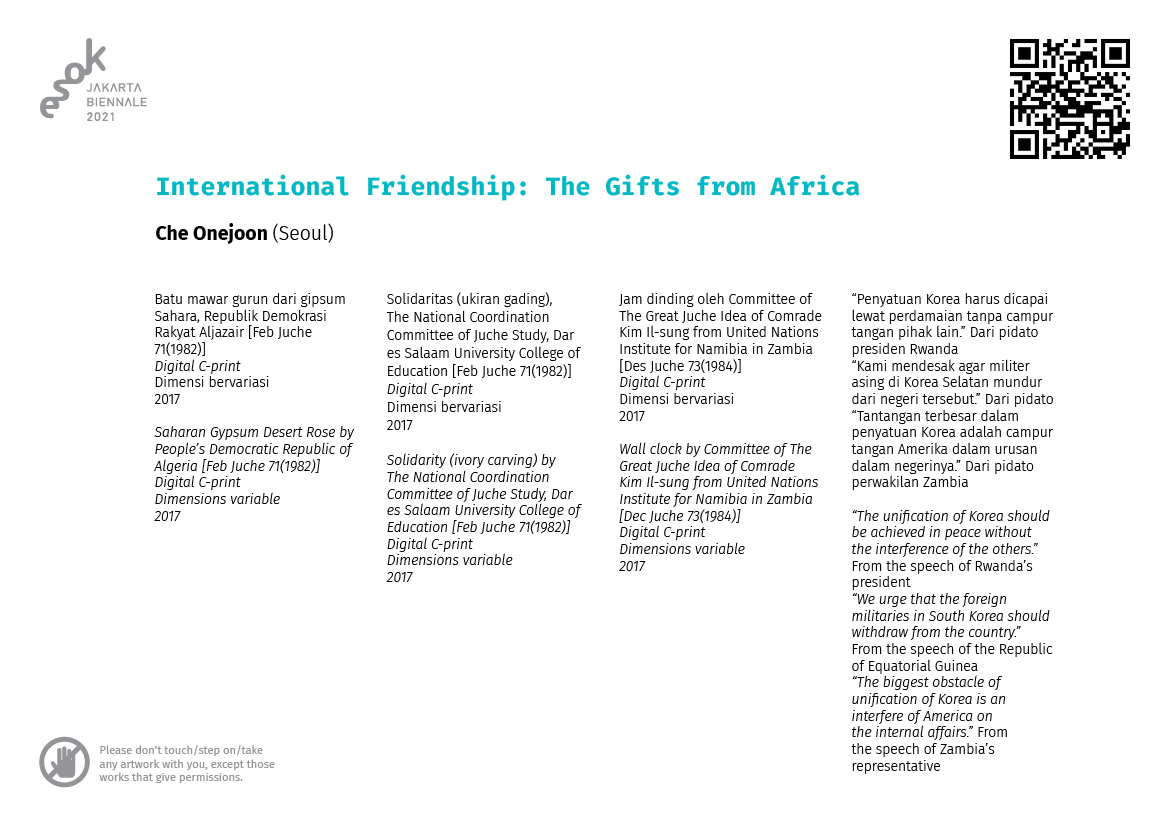 esok
JAKARTA
BIENNALE
2021
International Friendship: The Gifts from Africa
Che Onejoon (Seoul)
Batu mawar gurun dari gipsum
Sahara, Republik Demokrasi
Rakyat Aljazair [Feb Juche
71(1982)]
Digital C-print
Dimensi bervariasi
2017
Saharan Gypsum Desert Rose by
People's Democratic Republic of
Algeria [Feb Juche 71(1982)]
Digital C-print
Dimensions variable
2017
Solidaritas (ukiran gading),
The National Coordination
Committee of Juche Study, Dar
es Salaam University College of
Education [Feb Juche 71(1982)]
Digital C-print
Dimensi bervariasi
2017
Solidarity (ivory carving) by
The National Coordination
Committee of Juche Study, Dar
es Salaam University College of
Education [Feb Juche 71(1982)]
Digital C-print
Dimensions variable
2017
Jam dinding oleh Committee of
The Great Juche Idea of Comrade
Kim Il-sung from United Nations
Institute for Namibia in Zambia
[Des Juche 73(1984)]
Digital C-print
Dimensi bervariasi
2017
Wall clock by Committee of The
Great Juche Idea of Comrade
Kim Il-sung from United Nations
Institute for Namibia in Zambia
[Dec Juche 73(1984)]
Digital C-print
Dimensions variable
2017
“Penyatuan Korea harus dicapai
lewat perdamaian tanpa campur
tangan pihak lain.” Dari pidato
presiden Rwanda
“Kami mendesak agar militer
asing di Korea Selatan mundur
dari negeri tersebut.” Dari pidato
“Tantangan terbesar dalam
penyatuan Korea adalah campur
tangan Amerika dalam urusan
dalam negerinya.” Dari pidato
perwakilan Zambia
“The unification of Korea should
be achieved in peace without
the interference of the others.”
From the speech of Rwanda's
president
“We urge that the foreign
militaries in South Korea should
withdraw from the country.”
From the speech of the Republic
of Equatorial Guinea
“The biggest obstacle of
unification of Korea is an
interfere of America on
the internal affairs.” From
the speech of Zambia's
representative
Please don't touch/step on/take
any artwork with you, except those
works that give permissions.